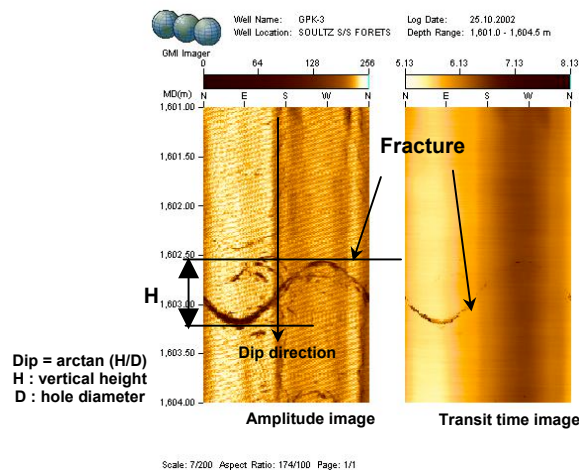 Well Name: GPK-3 Log Date: 25.10.2002
Well Location: SOULTZ S/S FORETS Depth Range: 1,601.0 - 1,604.5 m
GMI Imager
0 64 128 256 5.13 6.13 7.13 8.13
N E S W N N E S W N
MD(m)
1,601.00
1,601.50
Fracture
1,602.00
1,602.50
H
1,603.00
1,603.50
Dip direction
Dip = arctan (H/D)
H : vertical height
D : hole diameter
1,604.00
Amplitude image Transit time image
Scale: 7/200 Aspect Ratio: 174/100 Page: 1/1